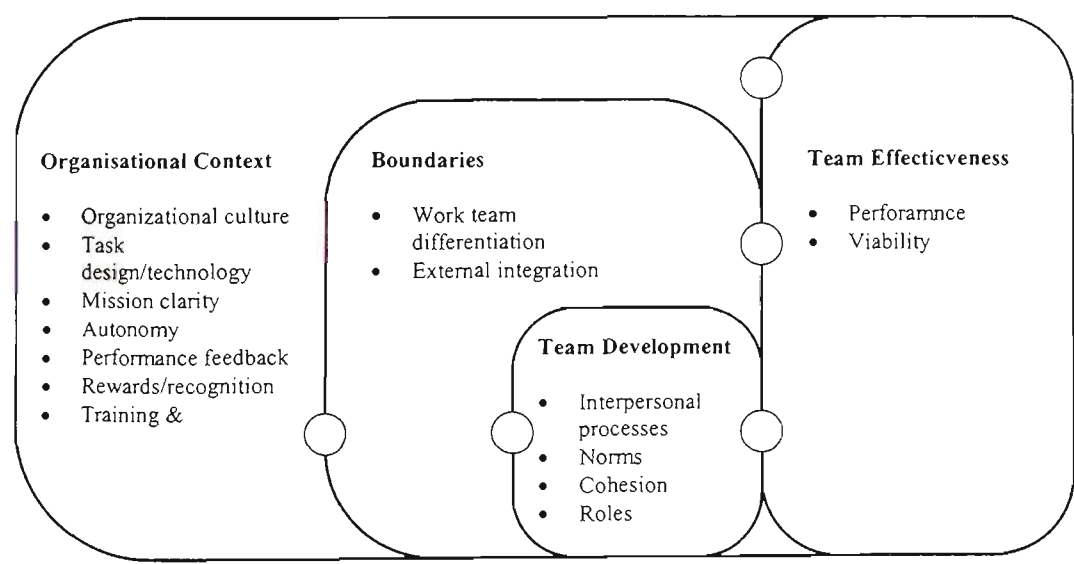 Organisational Context
• Organizational culture
• Task
design/technology
• Mission clarity
• Autonomy
• Performance feedback
• Rewards/recognition
• Training &
Boundaries
• Work team
differentiation
• External integration
Team Development
• Interpersonal
processes
• Norms
• Cohesion
• Roles
Team Effecticveness
• Perforamnce
• Viability